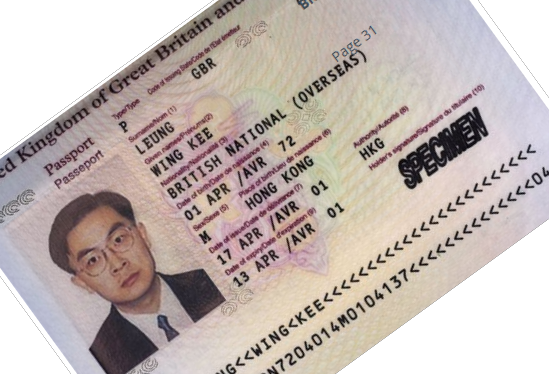 ed Kingdom of Great Britain and
Page 31
Passport
Passeport
Type/Type
P
Code of Issuing State/Code de l'Etat émetteur
GBR
Surname/Nom (1)
LEUNG
Given names/Prénoms(2)
WING KEE
Nationality/Nationalité (3)
BRITISH NATIONAL (OVERSEAS)
Date of birth/Date de naissance (4)
01 APR /AVR 72
Sex/Sexe (5)
M
Place of birth/Lieu de naissance (6)
HONG KONG
Date of issue/Date de délivrance (7)
17 APR /AVR 01
Authority/Autorité (8)
HKG
Date of expiry/Date d'expiration (9)
13 APR /AVR 01
Holder's signature/Signature du titulaire (10)
SPECIMEN
NG<<WING<KEE<<<<<<<<<<<<<<<<<<<<<
N7204014M0104137<<<<<<<<<<<<<<04